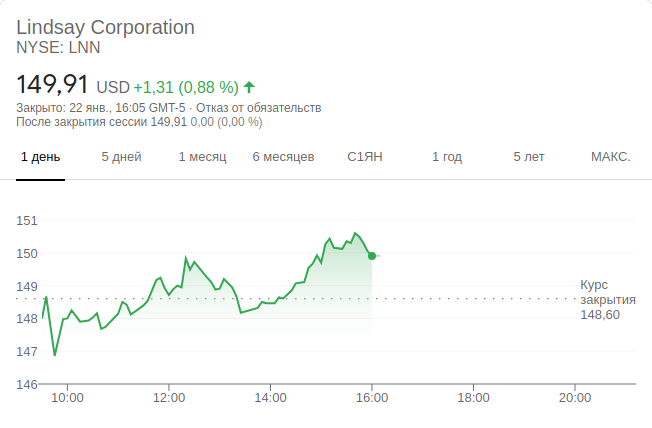 Lindsay Corporation
NYSE: LNN
149,91 USD +1,31 (0,88 %)
Закрыто: 22 янв., 16:05 GMT-5 · Отказ от обязательств
После закрытия сессии 149,91 0,00 (0,00 %)
1 день 5 дней 1 месяц 6 месяцев С1ЯН 1 год 5 лет МАКС.
151
150
149
148
147
146
Курс
закрытия
148,60
10:00 12:00 14:00 16:00 18:00 20:00